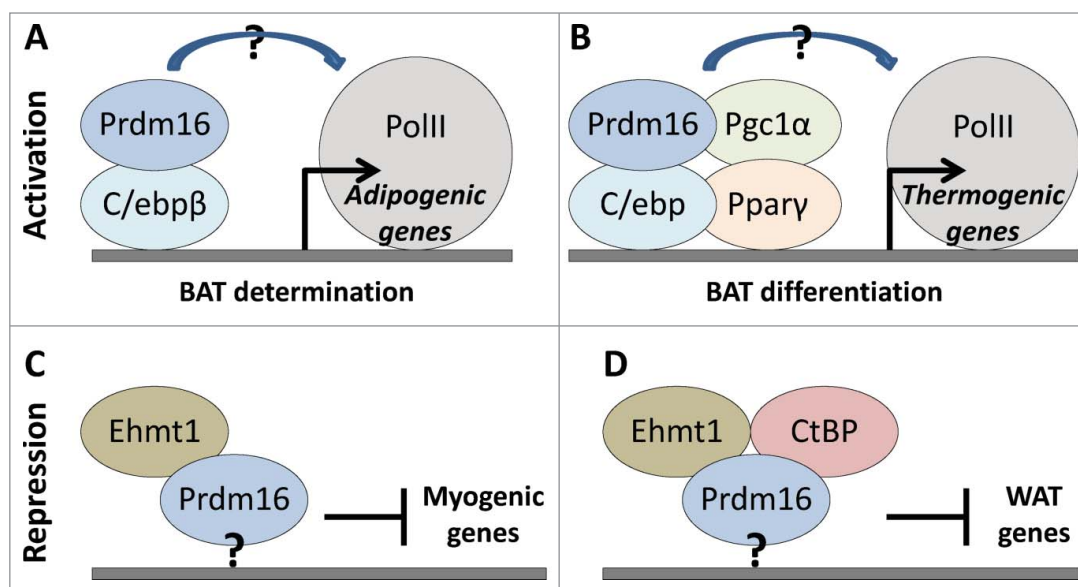 A
?
Prdm16
C/ebpβ
PolII
Adipogenic
genes
BAT determination
B
?
Prdm16
Pgc1α
C/ebp
Pparγ
PolII
Thermogenic
genes
BAT differentiation
Activation
C
Ehmt1
Prdm16
?
Myogenic
genes
D
Ehmt1
CtBP
Prdm16
?
WAT
genes
Repression